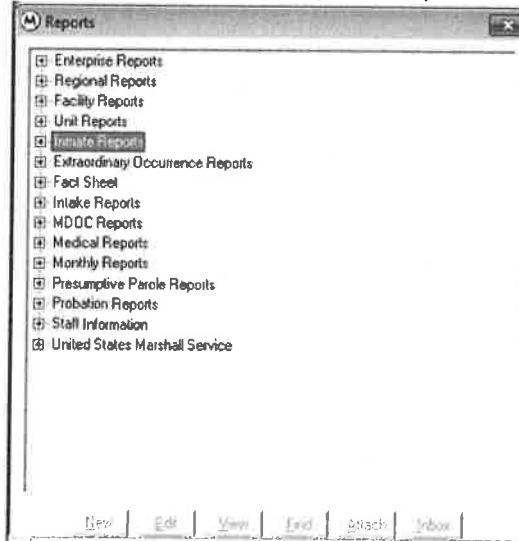 M Reports
Enterprise Reports
Regional Reports
Facility Reports
Unit Reports
Inmate Reports
Extraordinary Occurrence Reports
Fact Sheet
Intake Reports
MDOC Reports
Medical Reports
Monthly Reports
Presumptive Parole Reports
Probation Reports
Staff Information
United States Marshall Service
New Edit View Find Attach Inbox